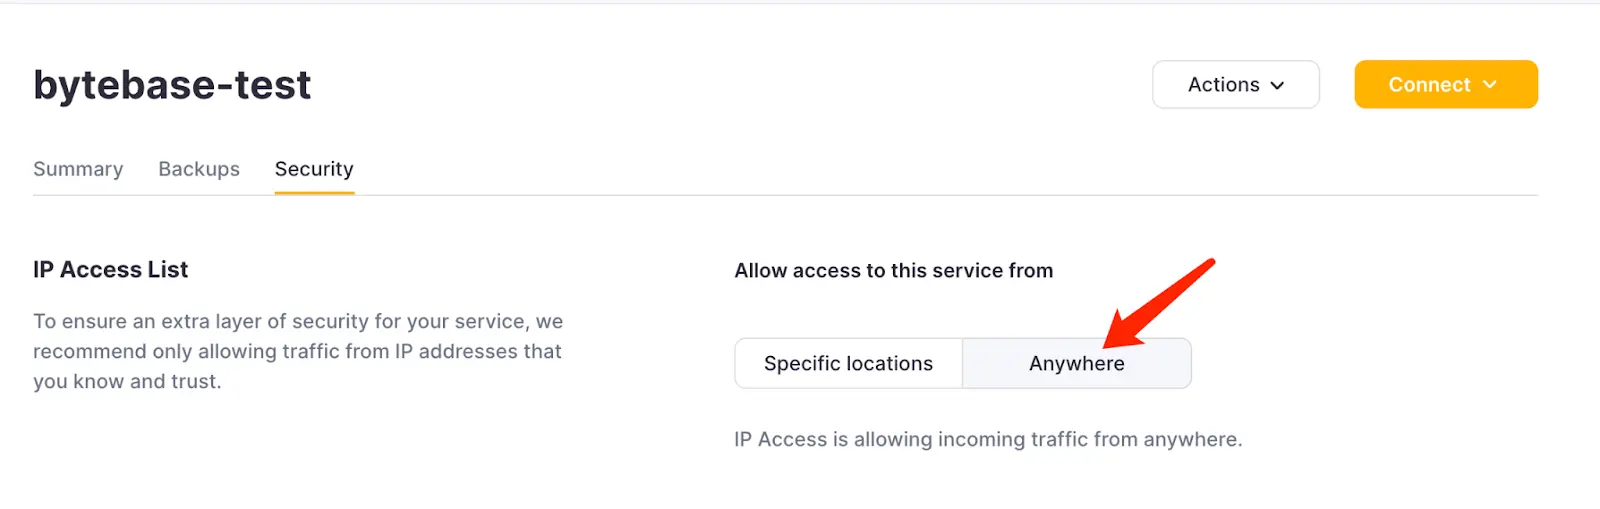 bytebase-test
Actions
Connect
Summary
Backups
Security
IP Access List
To ensure an extra layer of security for your service, we
recommend only allowing traffic from IP addresses that
you know and trust.
Allow access to this service from
Specific locations
Anywhere
IP Access is allowing incoming traffic from anywhere.